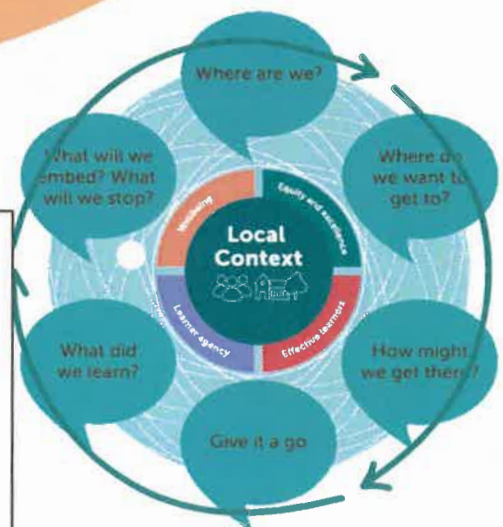 Where are we?
Where do
we want to
get to?
How might
we get there?
Give it a go
What did
we learn?
What will we
embed? What
will we stop?
Wellbeing
Equity and excellence
Effective learners
Learner agency
Local
Context